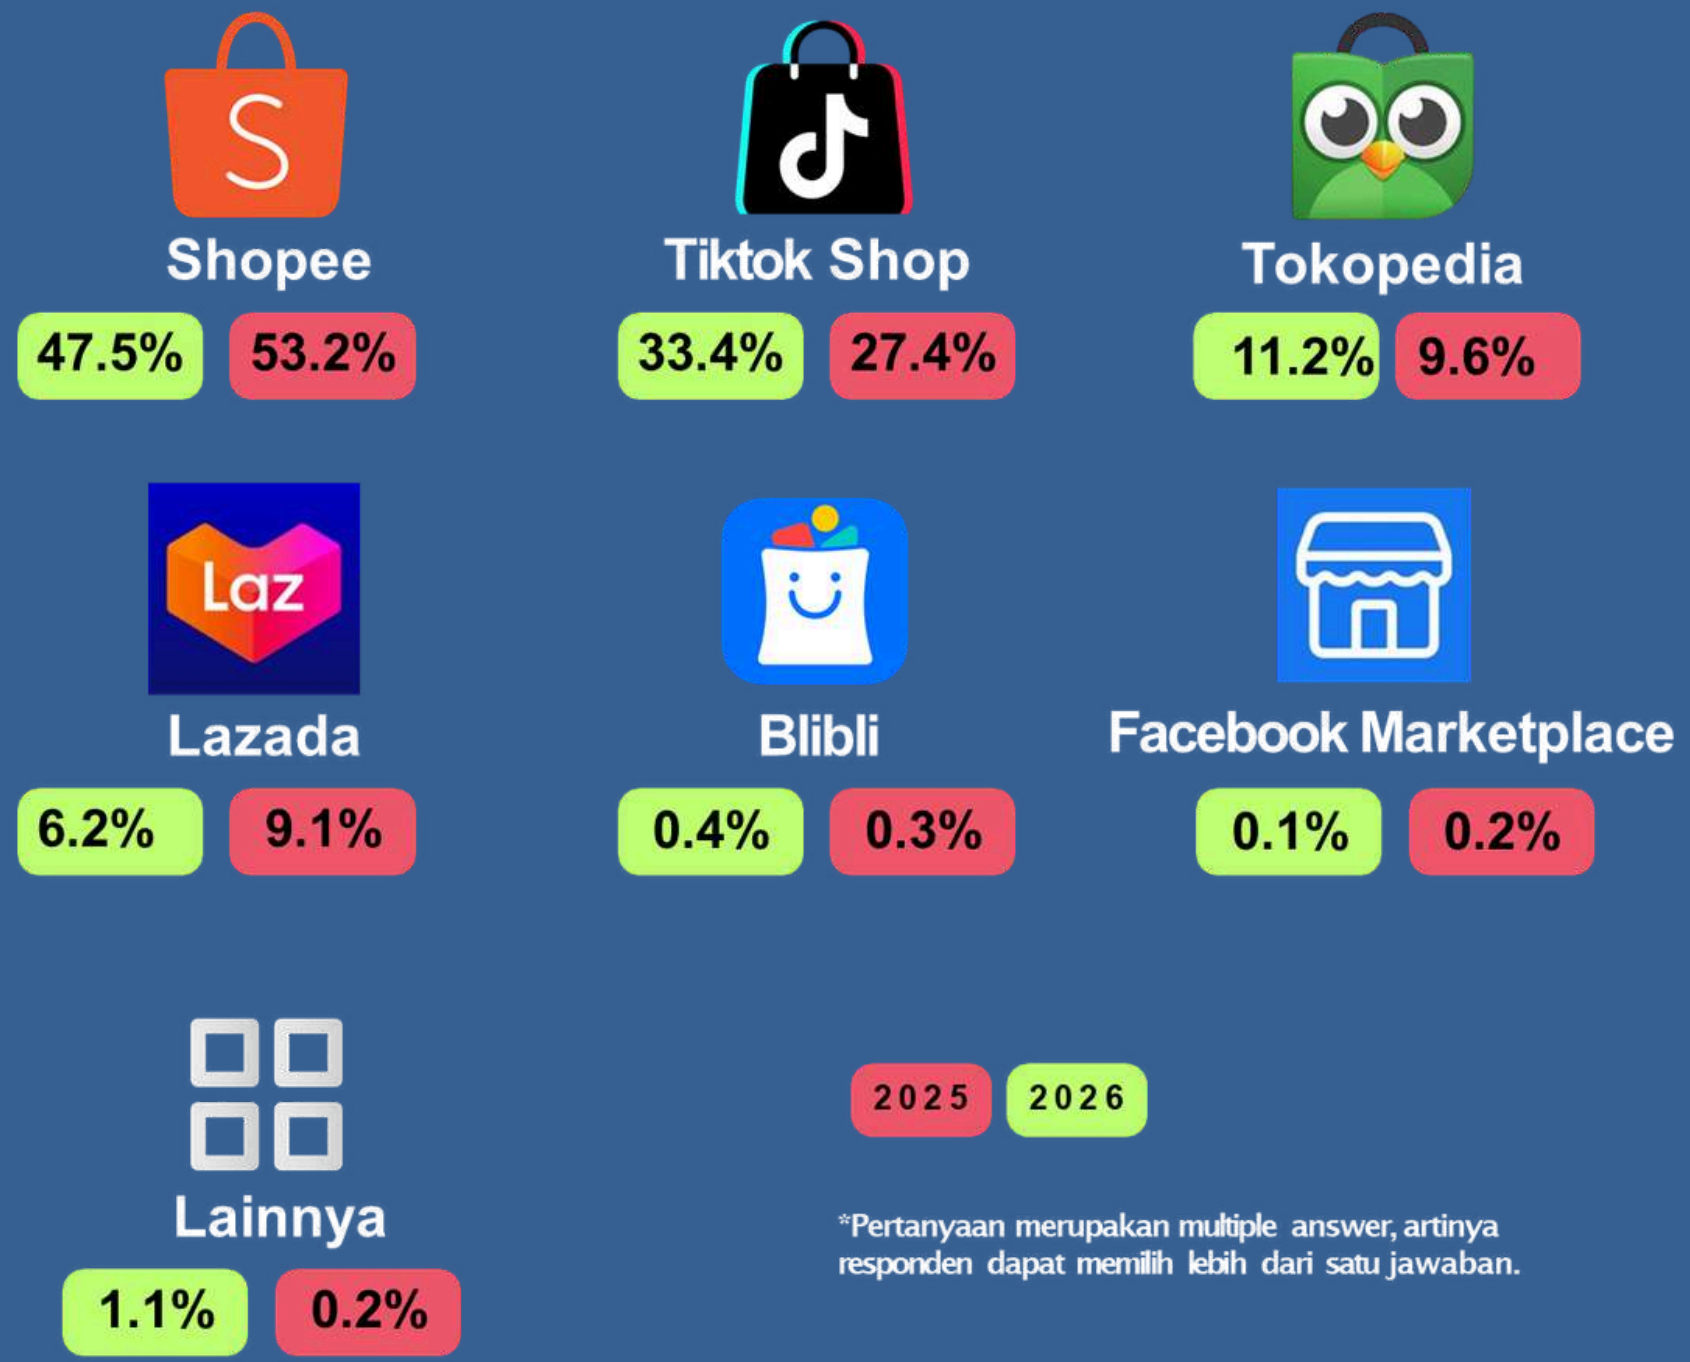 S
Shopee
47.5% 53.2%
Tiktok Shop
33.4% 27.4%
Tokopedia
11.2% 9.6%
Laz
Lazada
6.2% 9.1%
Blibli
0.4% 0.3%
Facebook Marketplace
0.1% 0.2%
Lainnya
1.1% 0.2%
2025 2026
*Pertanyaan merupakan multiple answer, artinya
responden dapat memilih lebih dari satu jawaban.